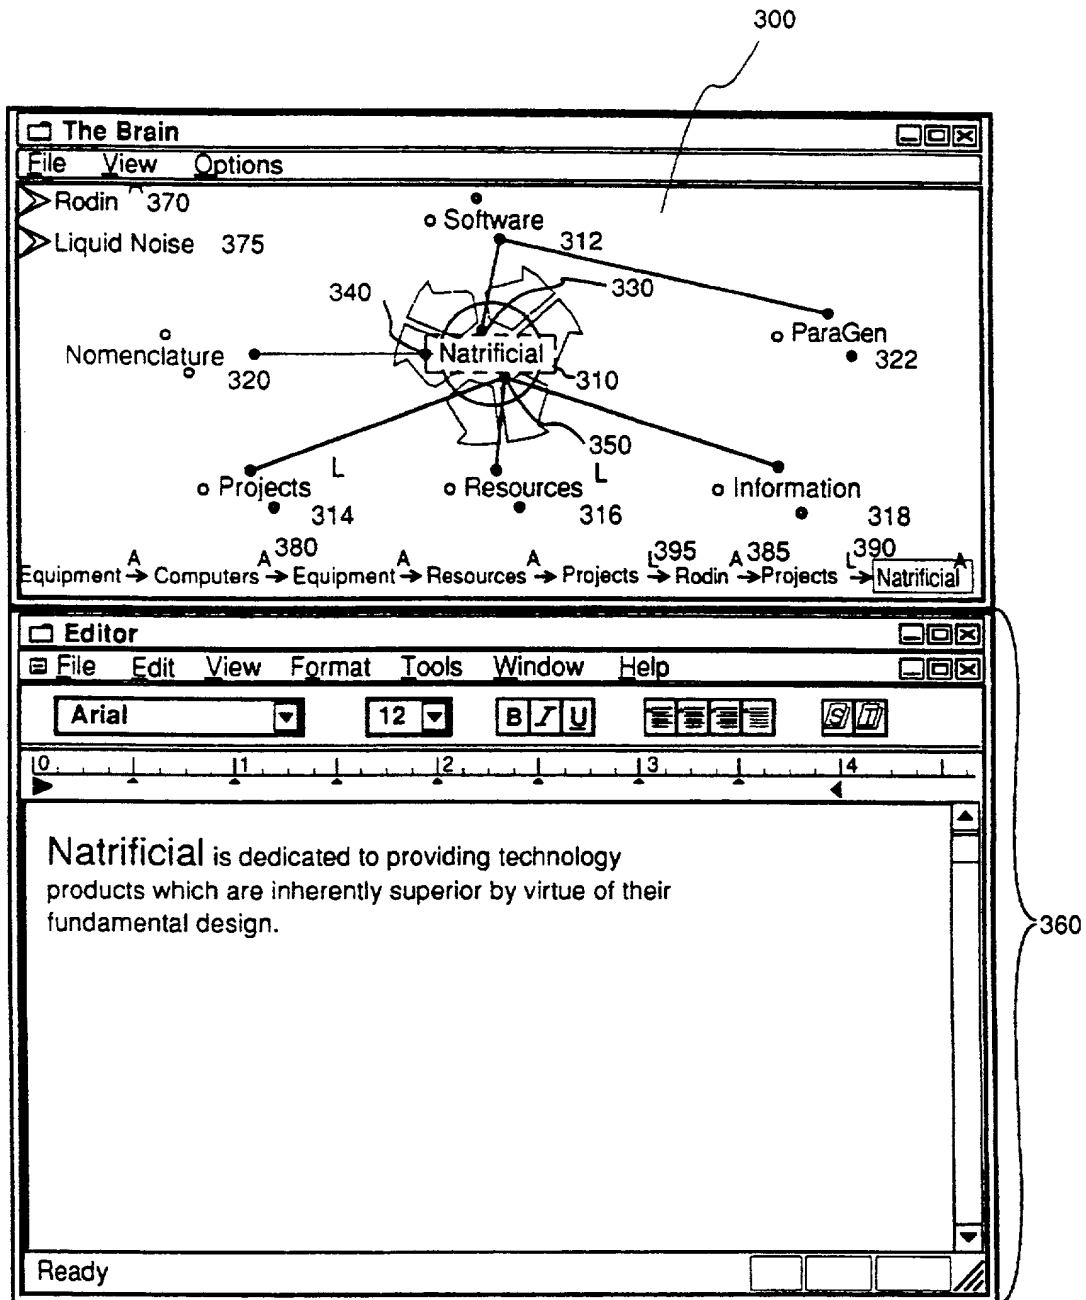 300
The Brain
File View Options
Rodin 370
Software
Liquid Noise 375
312
340
330
ParaGen
Nomenclature
Natrificial
322
320
310
350
L
L
Projects
Resources
Information
314
316
318
A A 380 A A L 395 A 385 L 390 A
Equipment → Computers → Equipment → Resources → Projects → Rodin → Projects → Natrificial
Editor
File Edit View Format Tools Window Help
Arial 12 B I U S T
0 1 2 3 4
Natrificial is dedicated to providing technology
products which are inherently superior by virtue of their
fundamental design.
360
Ready